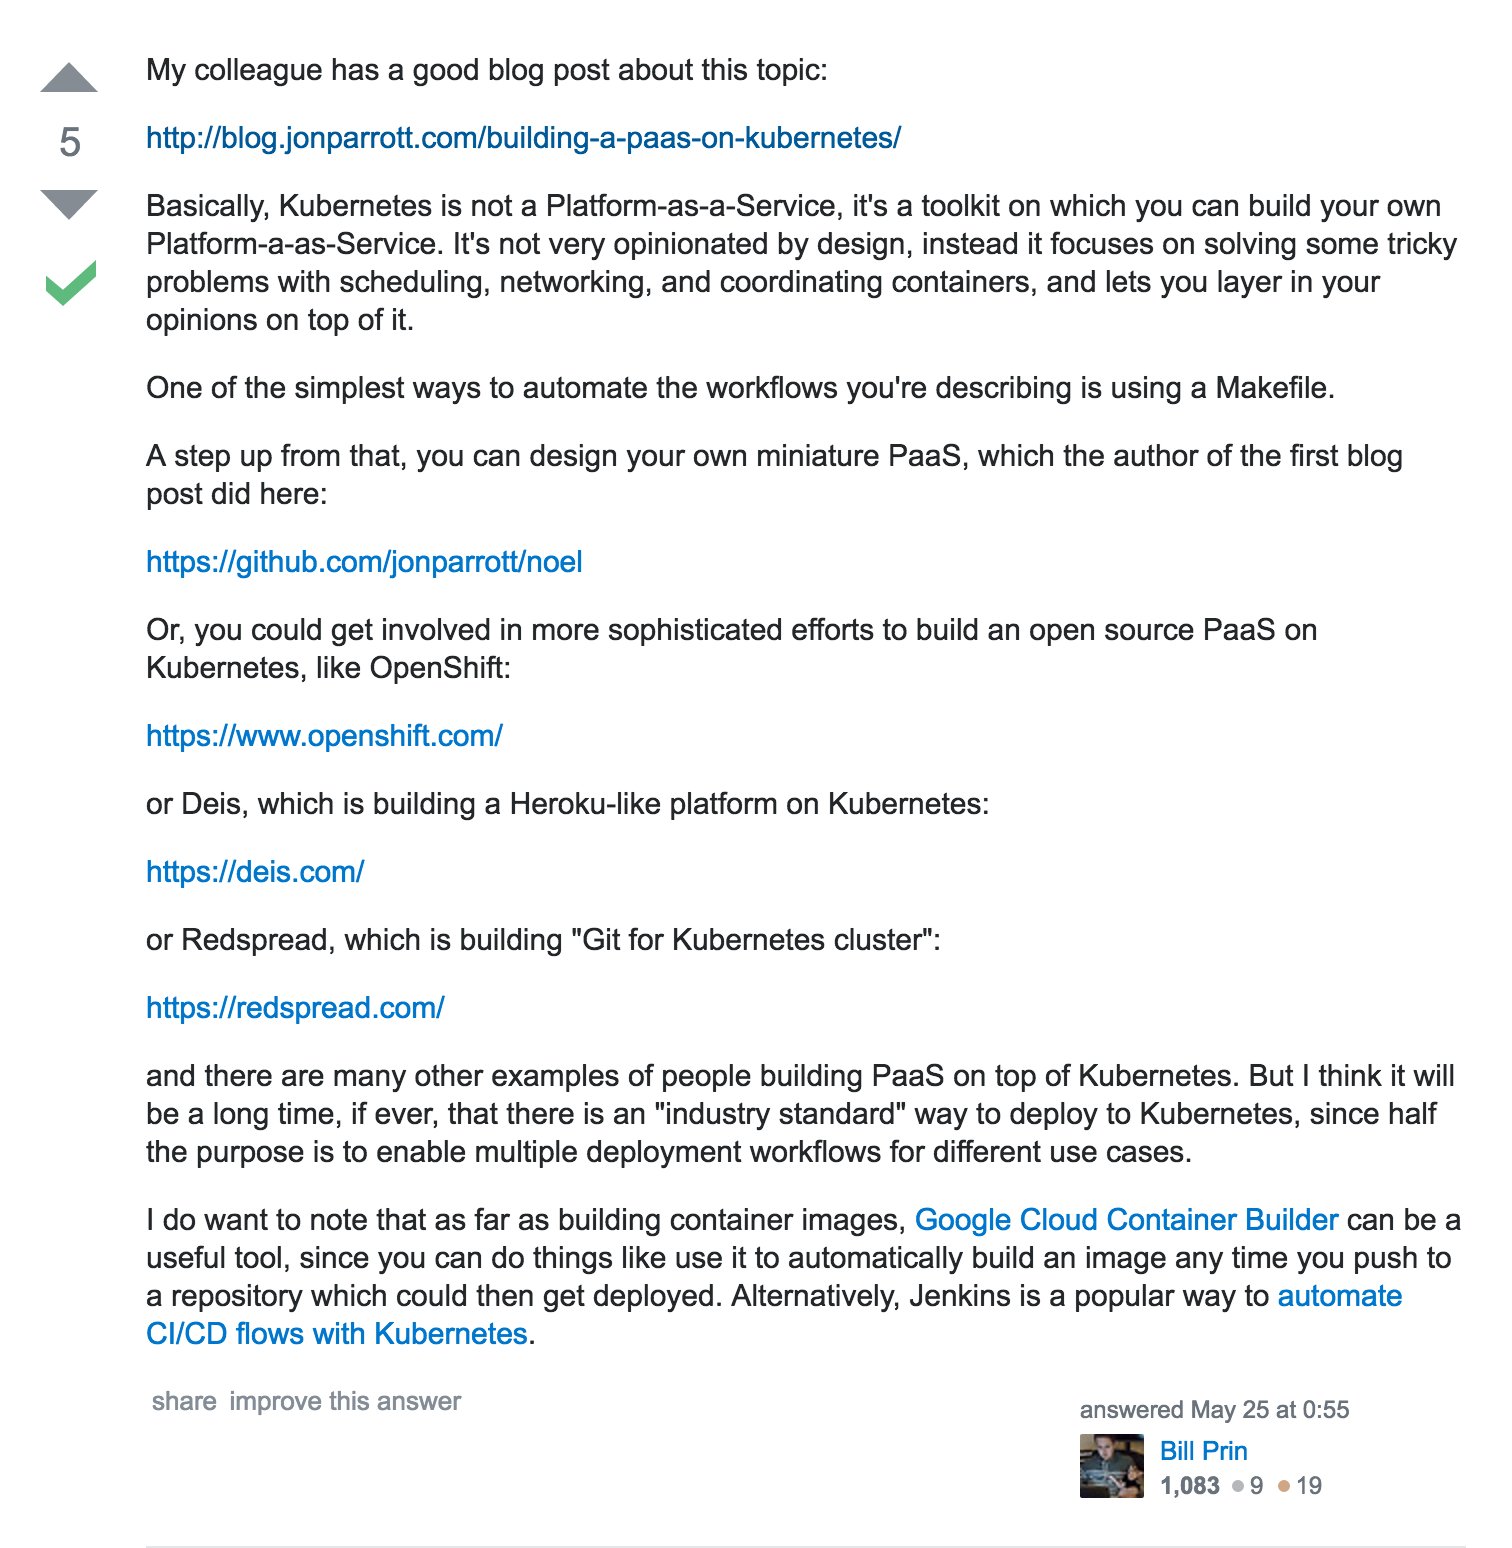 My colleague has a good blog post about this topic:
5
http://blog.jonparrott.com/building-a-paas-on-kubernetes/
Basically, Kubernetes is not a Platform-as-a-Service, it's a toolkit on which you can build your own
Platform-a-as-Service. It's not very opinionated by design, instead it focuses on solving some tricky
problems with scheduling, networking, and coordinating containers, and lets you layer in your
opinions on top of it.
One of the simplest ways to automate the workflows you're describing is using a Makefile.
A step up from that, you can design your own miniature PaaS, which the author of the first blog
post did here:
https://github.com/jonparrott/noel
Or, you could get involved in more sophisticated efforts to build an open source PaaS on
Kubernetes, like OpenShift:
https://www.openshift.com/
or Deis, which is building a Heroku-like platform on Kubernetes:
https://deis.com/
or Redspread, which is building "Git for Kubernetes cluster":
https://redspread.com/
and there are many other examples of people building PaaS on top of Kubernetes. But I think it will
be a long time, if ever, that there is an "industry standard" way to deploy to Kubernetes, since half
the purpose is to enable multiple deployment workflows for different use cases.
I do want to note that as far as building container images, Google Cloud Container Builder can be a
useful tool, since you can do things like use it to automatically build an image any time you push to
a repository which could then get deployed. Alternatively, Jenkins is a popular way to automate
CI/CD flows with Kubernetes.
share improve this answer
answered May 25 at 0:55
Bill Prin
1,083 9 19